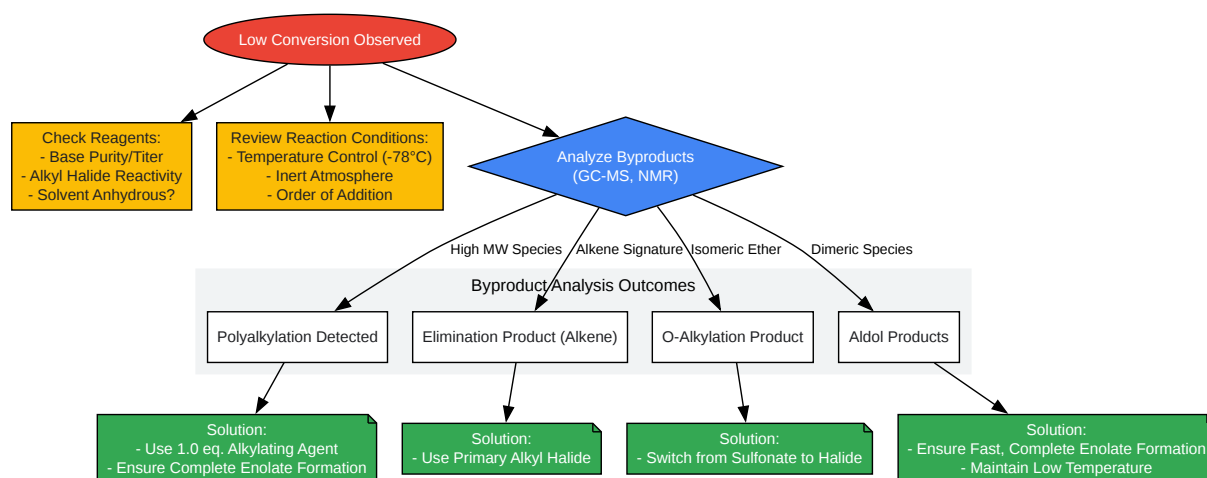 Low Conversion Observed
Check Reagents:
- Base Purity/Titer
- Alkyl Halide Reactivity
- Solvent Anhydrous?
Review Reaction Conditions:
- Temperature Control (-78°C)
- Inert Atmosphere
- Order of Addition
Analyze Byproducts
(GC-MS, NMR)
High MW Species
Alkene Signature
Isomeric Ether
Dimeric Species
Byproduct Analysis Outcomes
Polyalkylation Detected
Elimination Product (Alkene)
O-Alkylation Product
Aldol Products
Solution:
- Use 1.0 eq. Alkylating Agent
- Ensure Complete Enolate Formation
Solution:
- Use Primary Alkyl Halide
Solution:
- Switch from Sulfonate to Halide
Solution:
- Ensure Fast, Complete Enolate Formation
- Maintain Low Temperature